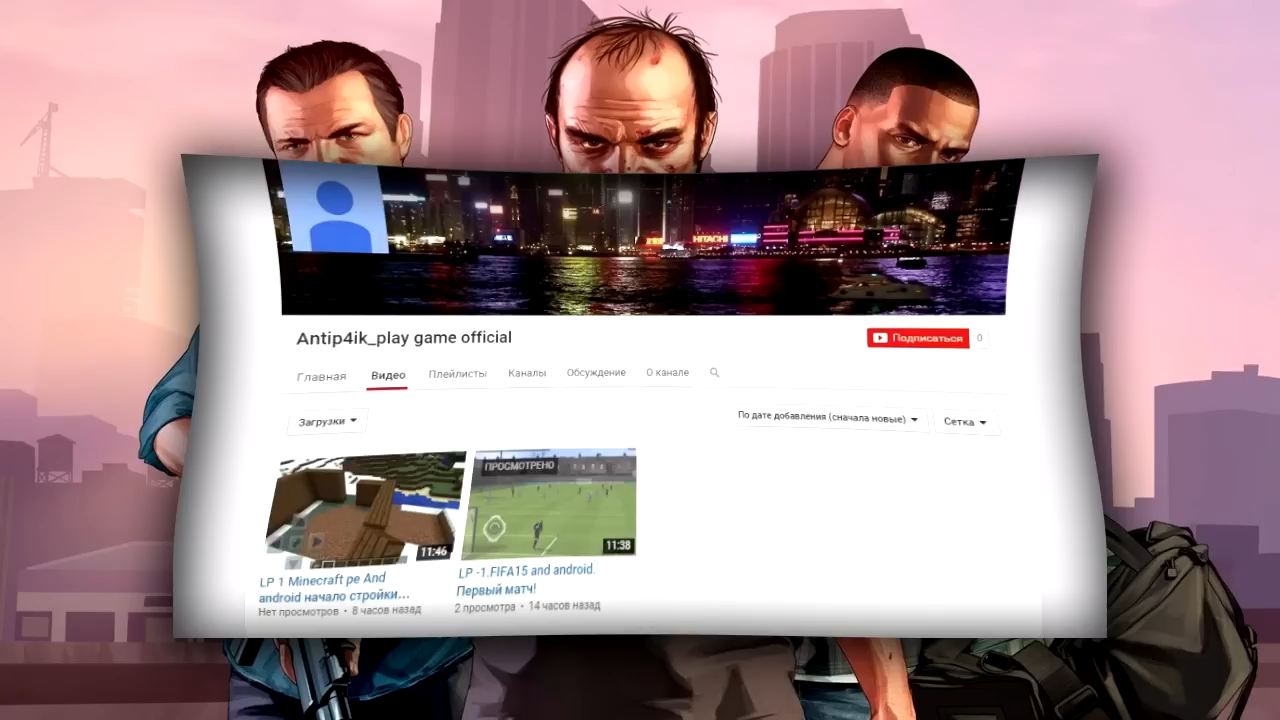 HITACHI
Antip4ik_play game official
Подписаться 0
Главная Видео Плейлисты Каналы Обсуждение О канале
Загрузки По дате добавления (сначала новые) Сетка
ПРОСМОТРЕНО
11:46 11:38
LP 1 Minecraft pe And
android начало стройки...
Нет просмотров • 8 часов назад
LP -1.FIFA15 and android.
Первый матч!
2 просмотра • 14 часов назад